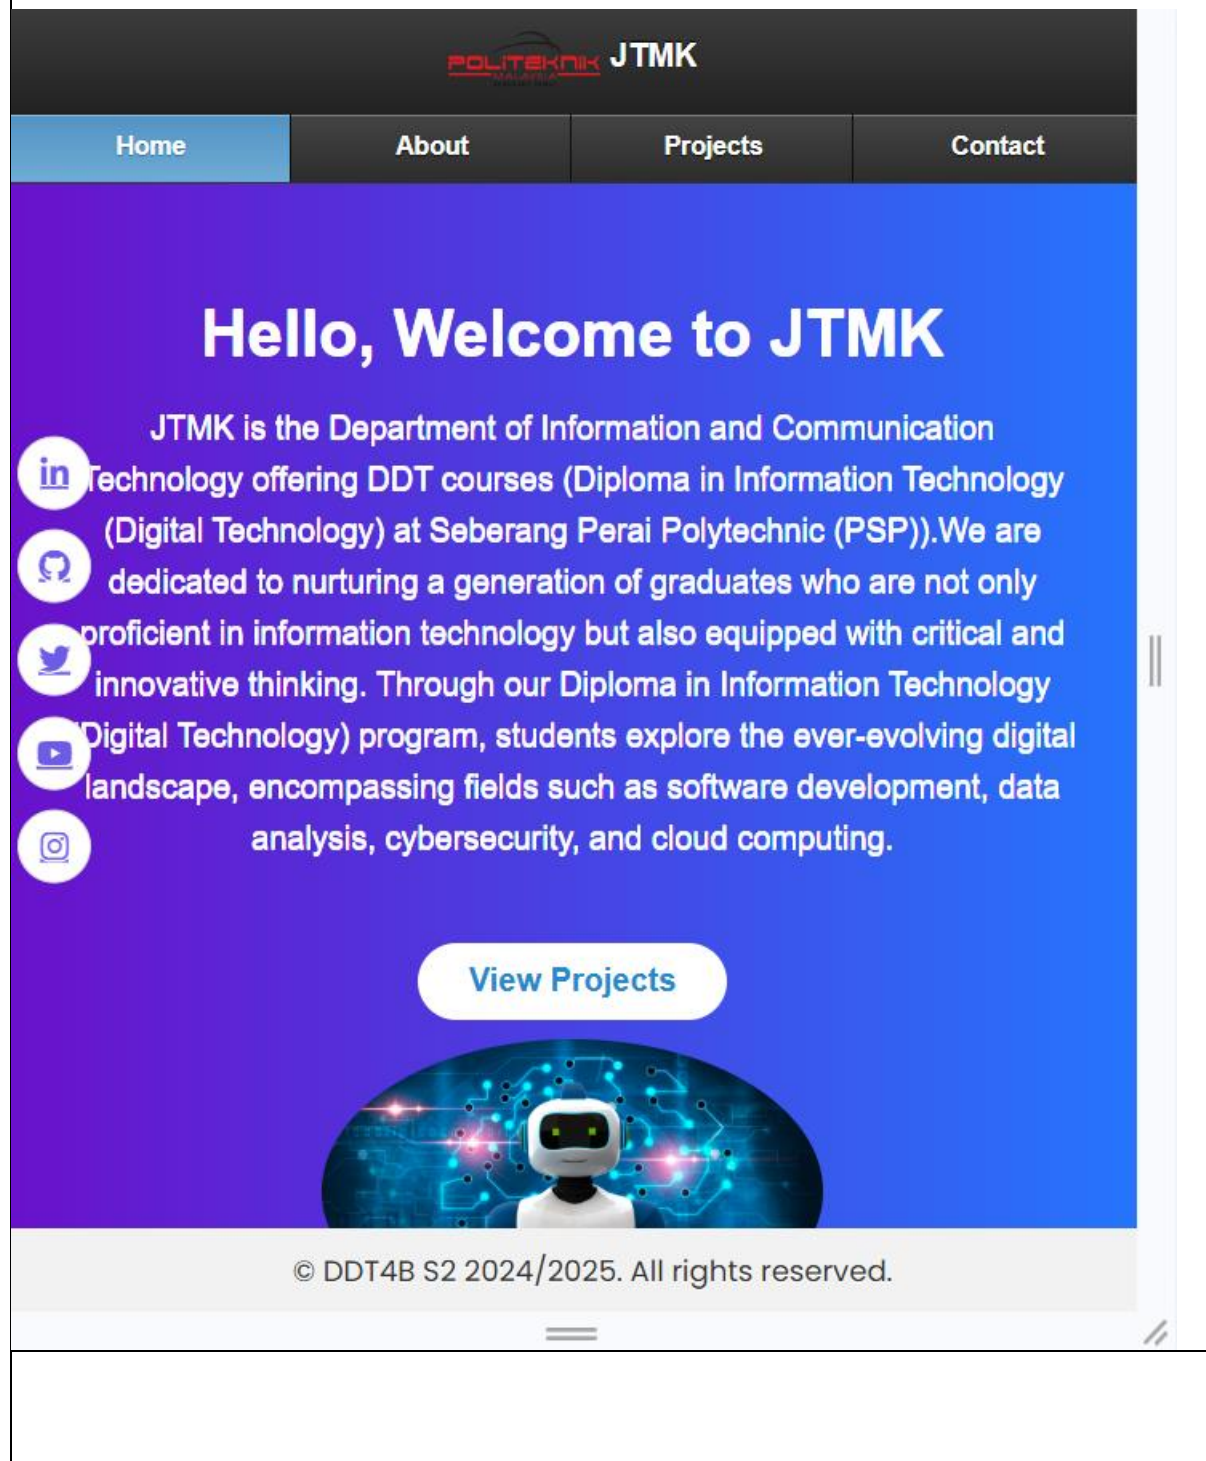 POLITEKNIK JTMK
MALAYSIA
Home About Projects Contact
Hello, Welcome to JTMK
JTMK is the Department of Information and Communication
Technology offering DDT courses (Diploma in Information Technology
(Digital Technology) at Seberang Perai Polytechnic (PSP)).We are
dedicated to nurturing a generation of graduates who are not only
in
proficient in information technology but also equipped with critical and
innovative thinking. Through our Diploma in Information Technology
(Digital Technology) program, students explore the ever-evolving digital
landscape, encompassing fields such as software development, data
analysis, cybersecurity, and cloud computing.
View Projects
© DDT4B S2 2024/2025. All rights reserved.